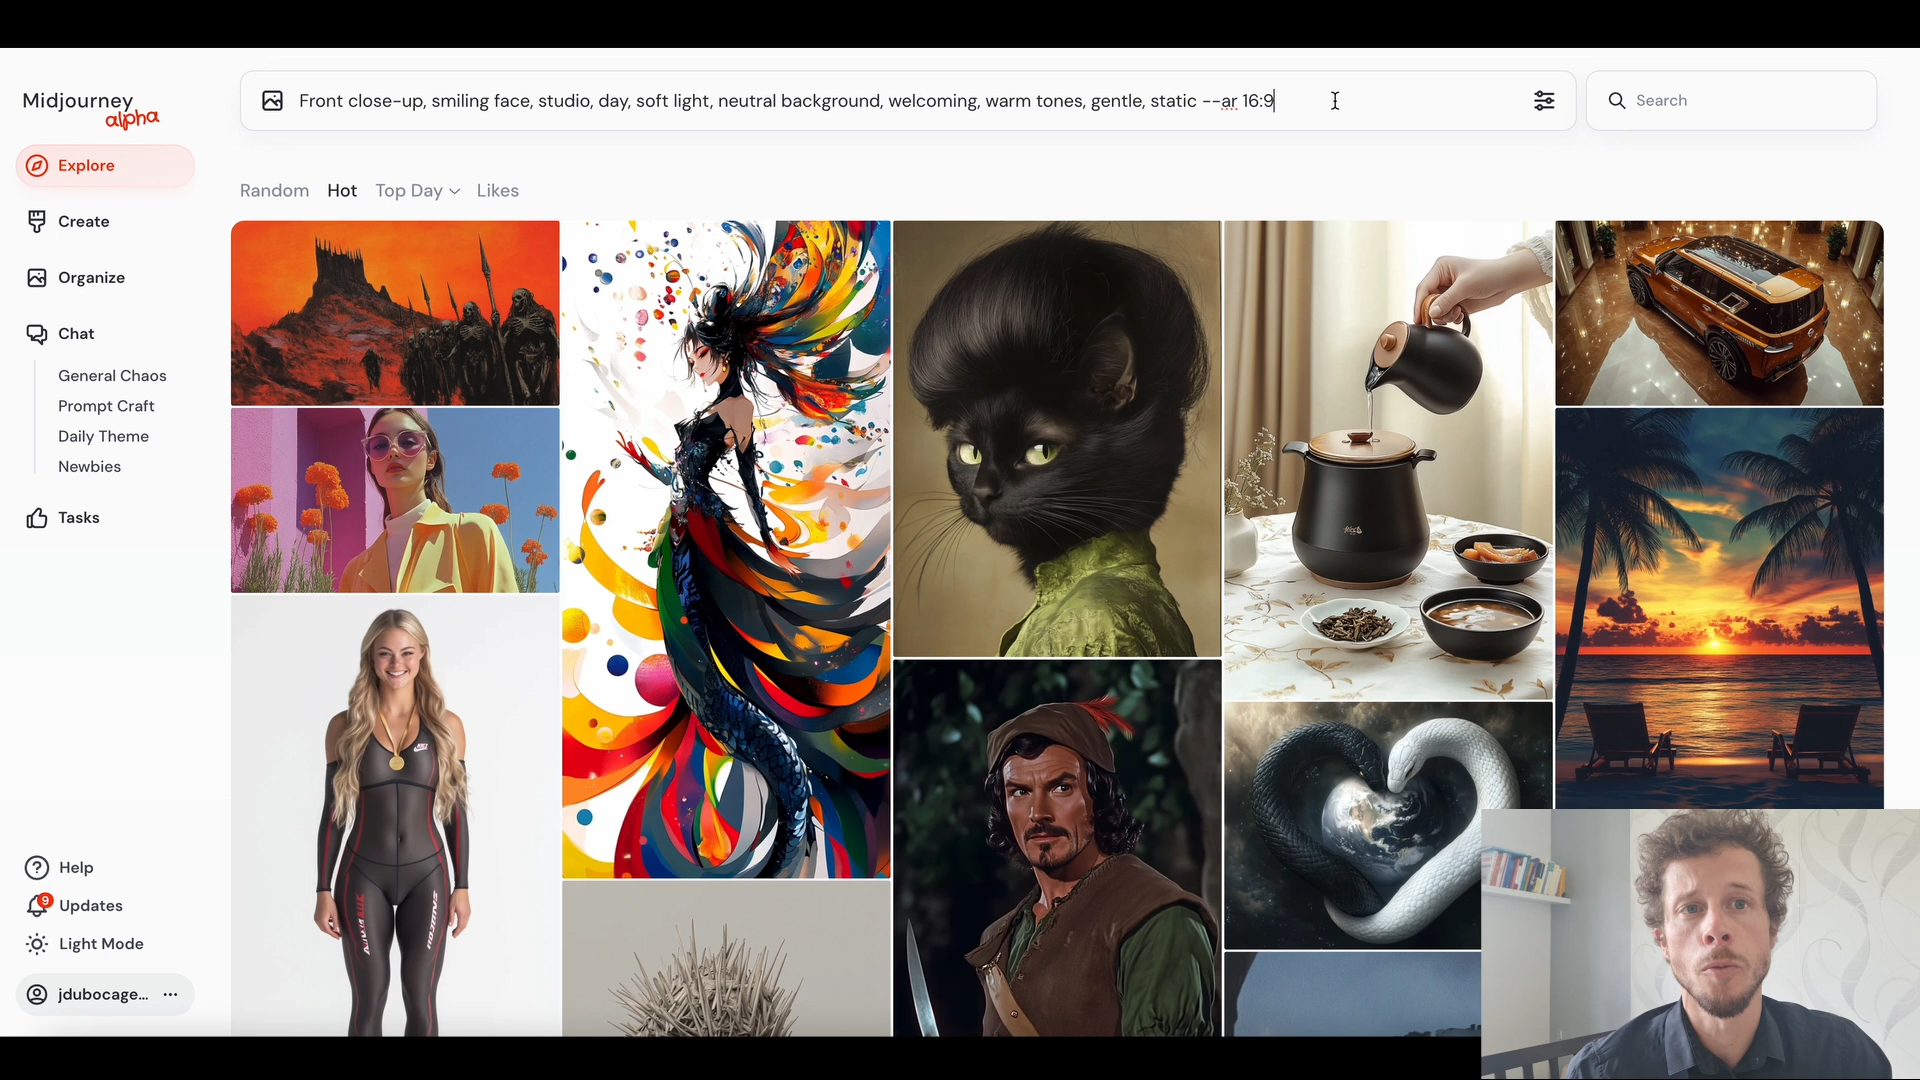 Midjourney
alpha
Front close-up, smiling face, studio, day, soft light, neutral background, welcoming, warm tones, gentle, static --ar 16:9
Search
Explore
Create
Organize
Chat
General Chaos
Prompt Craft
Daily Theme
Newbies
Tasks
Random Hot Top Day Likes
Help
9
Updates
Light Mode
jdubocage...